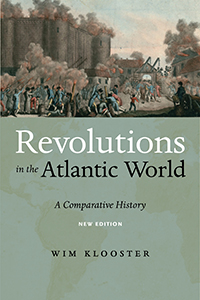 Revolutions
in the Atlantic World
A Comparative History
NEW EDITION
WIM KLOOSTER